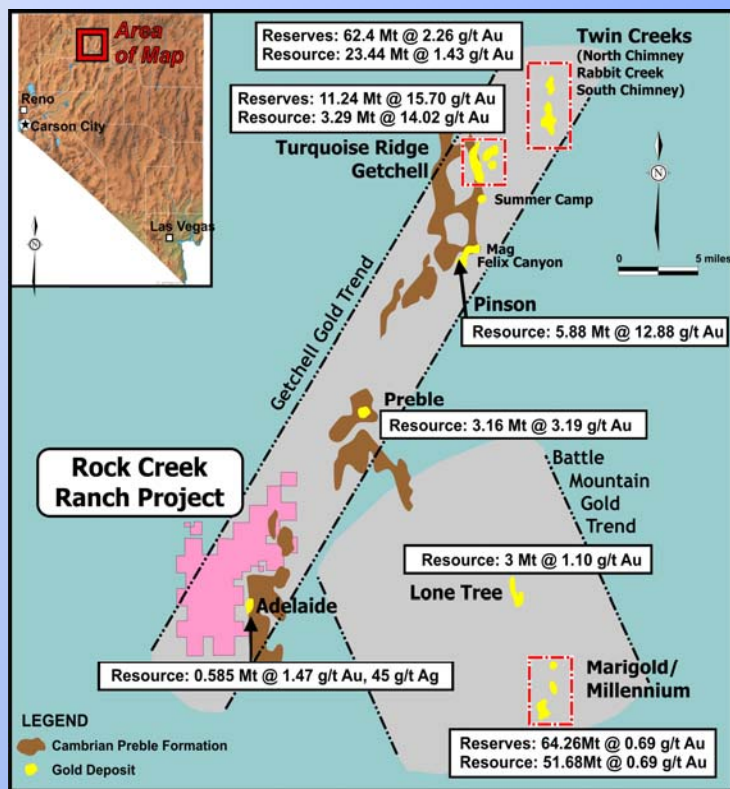 Area
of Map
Reno
Carson City
Las Vegas
N
Reserves: 62.4 Mt @ 2.26 g/t Au
Resource: 23.44 Mt @ 1.43 g/t Au
Twin Creeks
(North Chimney
Rabbit Creek
South Chimney)
Reserves: 11.24 Mt @ 15.70 g/t Au
Resource: 3.29 Mt @ 14.02 g/t Au
Turquoise Ridge
Getchell
N
Summer Camp
Mag
Felix Canyon
0 5 miles
Pinson
Resource: 5.88 Mt @ 12.88 g/t Au
Getchell Gold Trend
Preble
Resource: 3.16 Mt @ 3.19 g/t Au
Rock Creek
Ranch Project
Battle
Mountain
Gold
Trend
Resource: 3 Mt @ 1.10 g/t Au
Lone Tree
Adelaide
Resource: 0.585 Mt @ 1.47 g/t Au, 45 g/t Ag
Marigold/
Millennium
Reserves: 64.26Mt @ 0.69 g/t Au
Resource: 51.68Mt @ 0.69 g/t Au
LEGEND
Cambrian Preble Formation
Gold Deposit